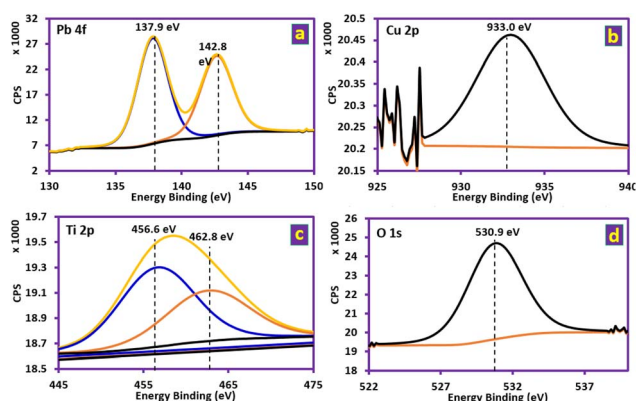 Pb 4f
137.9 eV
142.8
eV
a
x 1000
CPS
32
27
22
17
12
7
2
130 135 140 145 150
Energy Binding (eV)
Cu 2p
933.0 eV
b
x 1000
CPS
20.5
20.45
20.4
20.35
20.3
20.25
20.2
20.15
925 930 935 940
Energy Binding (eV)
Ti 2p
456.6 eV
462.8 eV
c
x 1000
CPS
19.7
19.5
19.3
19.1
18.9
18.7
18.5
445 455 465 475
Energy Binding (eV)
O 1s
530.9 eV
d
x 1000
CPS
26
25
24
23
22
21
20
19
18
522 527 532 537
Energy Binding (eV)